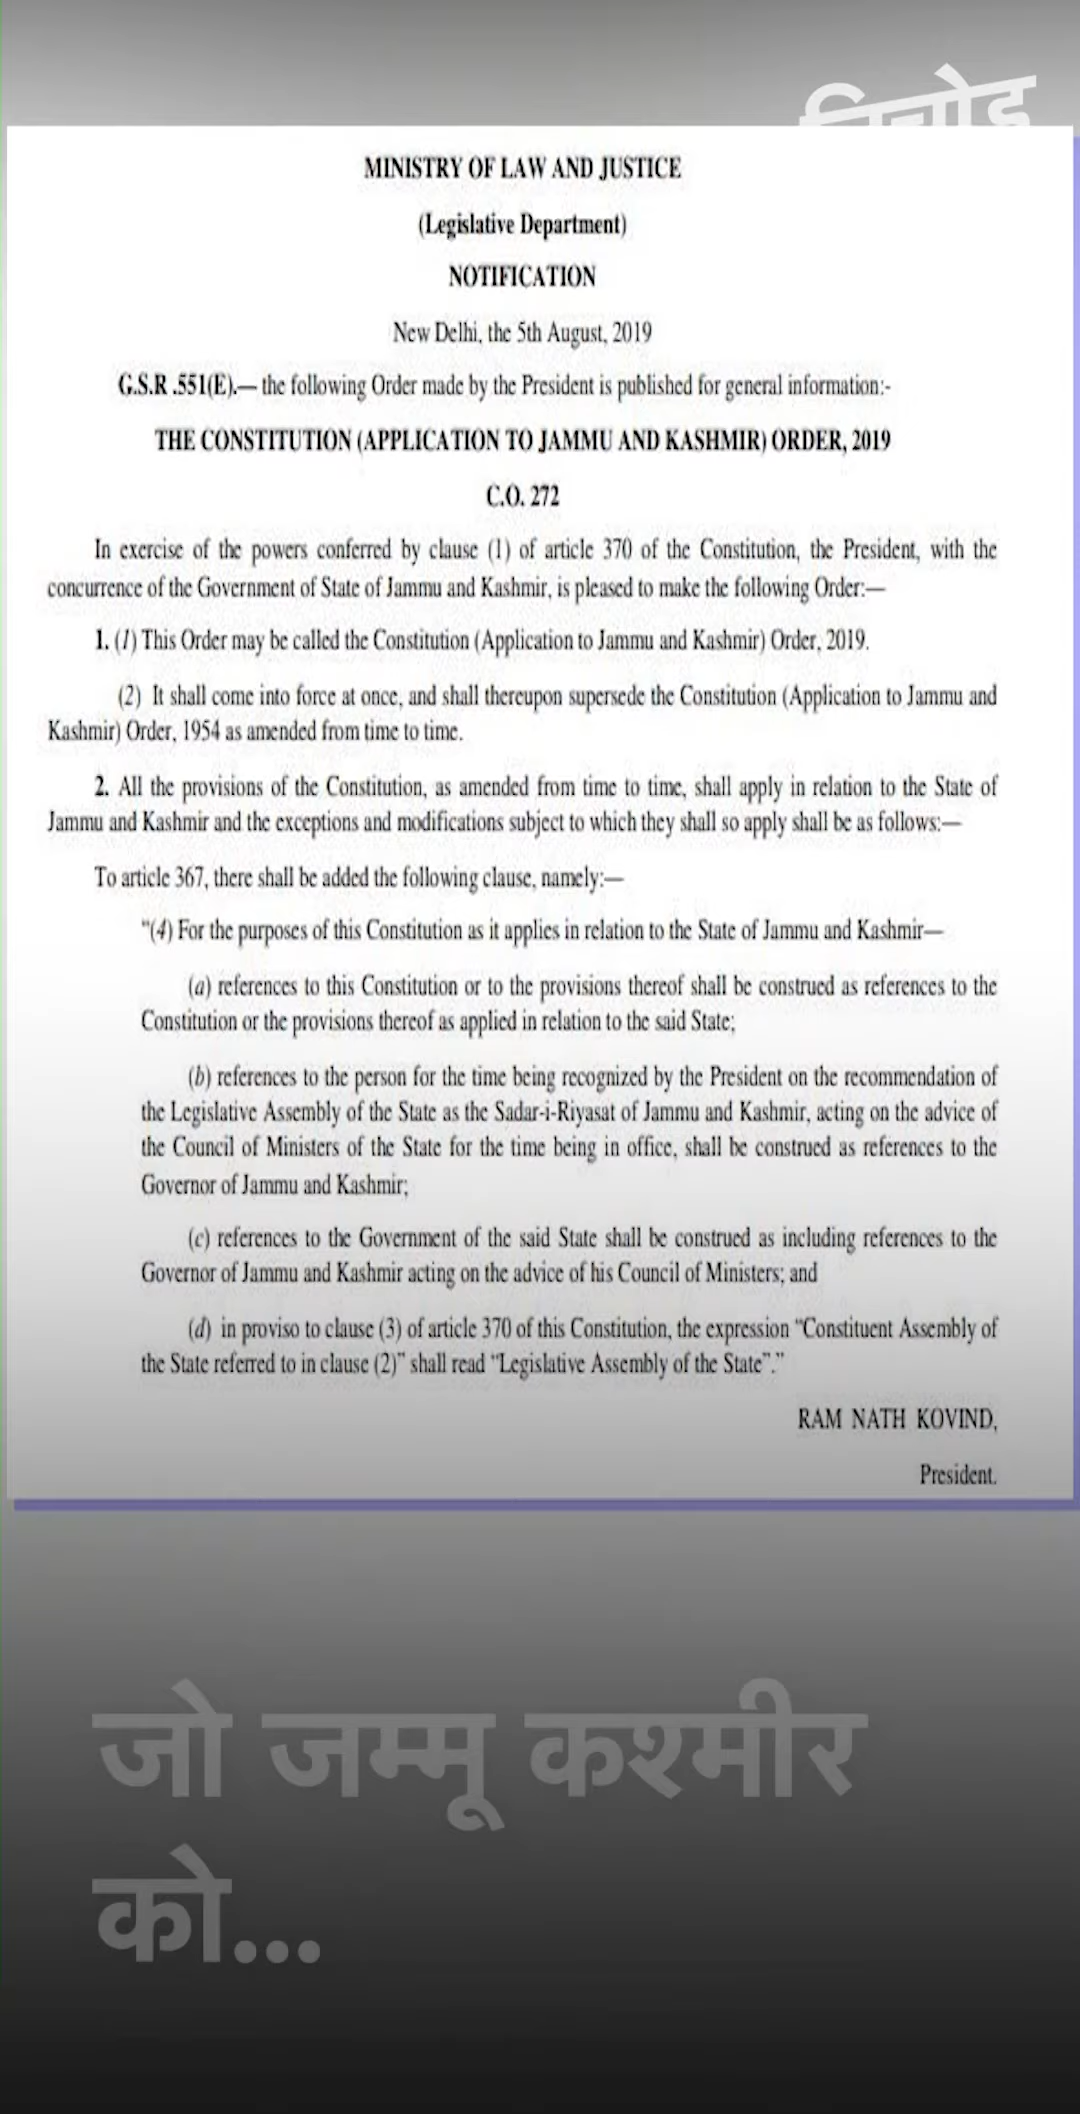 MINISTRY OF LAW AND JUSTICE
(Legislative Department)
NOTIFICATION
New Delhi, the 5th August, 2019
G.S.R .551(E).— the following Order made by the President is published for general information:-
THE CONSTITUTION (APPLICATION TO JAMMU AND KASHMIR) ORDER, 2019
C.O. 272
In exercise of the powers conferred by clause (1) of article 370 of the Constitution, the President, with the
concurrence of the Government of State of Jammu and Kashmir, is pleased to make the following Order:—
1. (1) This Order may be called the Constitution (Application to Jammu and Kashmir) Order, 2019.
(2) It shall come into force at once, and shall thereupon supersede the Constitution (Application to Jammu and
Kashmir) Order, 1954 as amended from time to time.
2. All the provisions of the Constitution, as amended from time to time, shall apply in relation to the State of
Jammu and Kashmir and the exceptions and modifications subject to which they shall so apply shall be as follows:—
To article 367, there shall be added the following clause, namely:—
"(4) For the purposes of this Constitution as it applies in relation to the State of Jammu and Kashmir—
(a) references to this Constitution or to the provisions thereof shall be construed as references to the
Constitution or the provisions thereof as applied in relation to the said State;
(b) references to the person for the time being recognized by the President on the recommendation of
the Legislative Assembly of the State as the Sadar-i-Riyasat of Jammu and Kashmir, acting on the advice of
the Council of Ministers of the State for the time being in office, shall be construed as references to the
Governor of Jammu and Kashmir;
(c) references to the Government of the said State shall be construed as including references to the
Governor of Jammu and Kashmir acting on the advice of his Council of Ministers; and
(d) in proviso to clause (3) of article 370 of this Constitution, the expression "Constituent Assembly of
the State referred to in clause (2)" shall read "Legislative Assembly of the State"."
RAM NATH KOVIND,
President.
जो जम्मू कश्मीर
को...